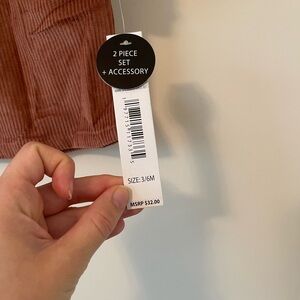 2 PIECE
SET
+ ACCESSORY
SIZE: 3/6M
MSRP $32.00